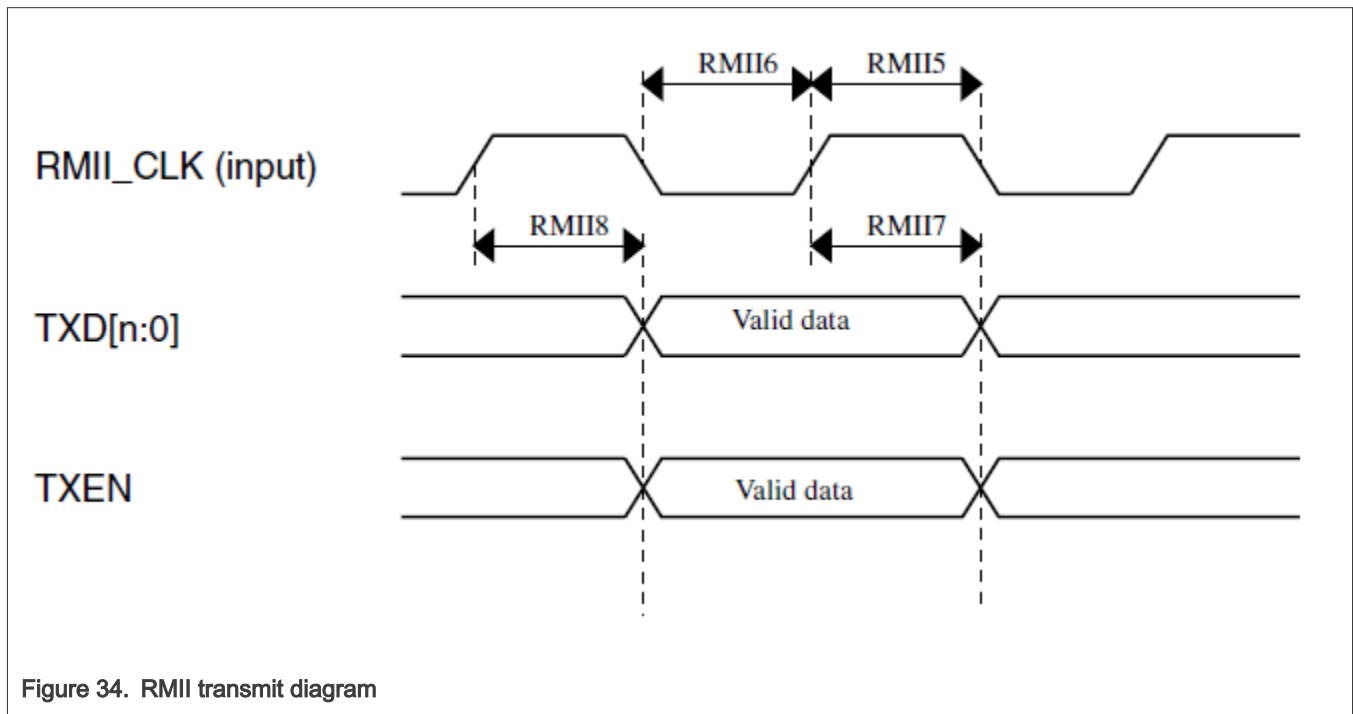 RMII6 RMII5
RMII_CLK (input)
RMII8 RMII7
TXD[n:0] Valid data
TXEN Valid data
Figure 34. RMII transmit diagram